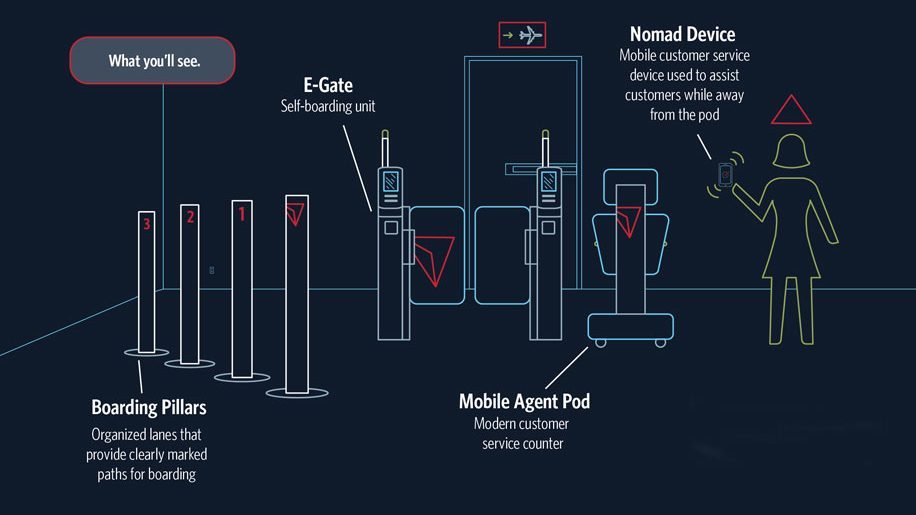 What you'll see.
E-Gate
Self-boarding unit
Nomad Device
Mobile customer service
device used to assist
customers while away
from the pod
3
2
1
Boarding Pillars
Organized lanes that
provide clearly marked
paths for boarding
Mobile Agent Pod
Modern customer
service counter